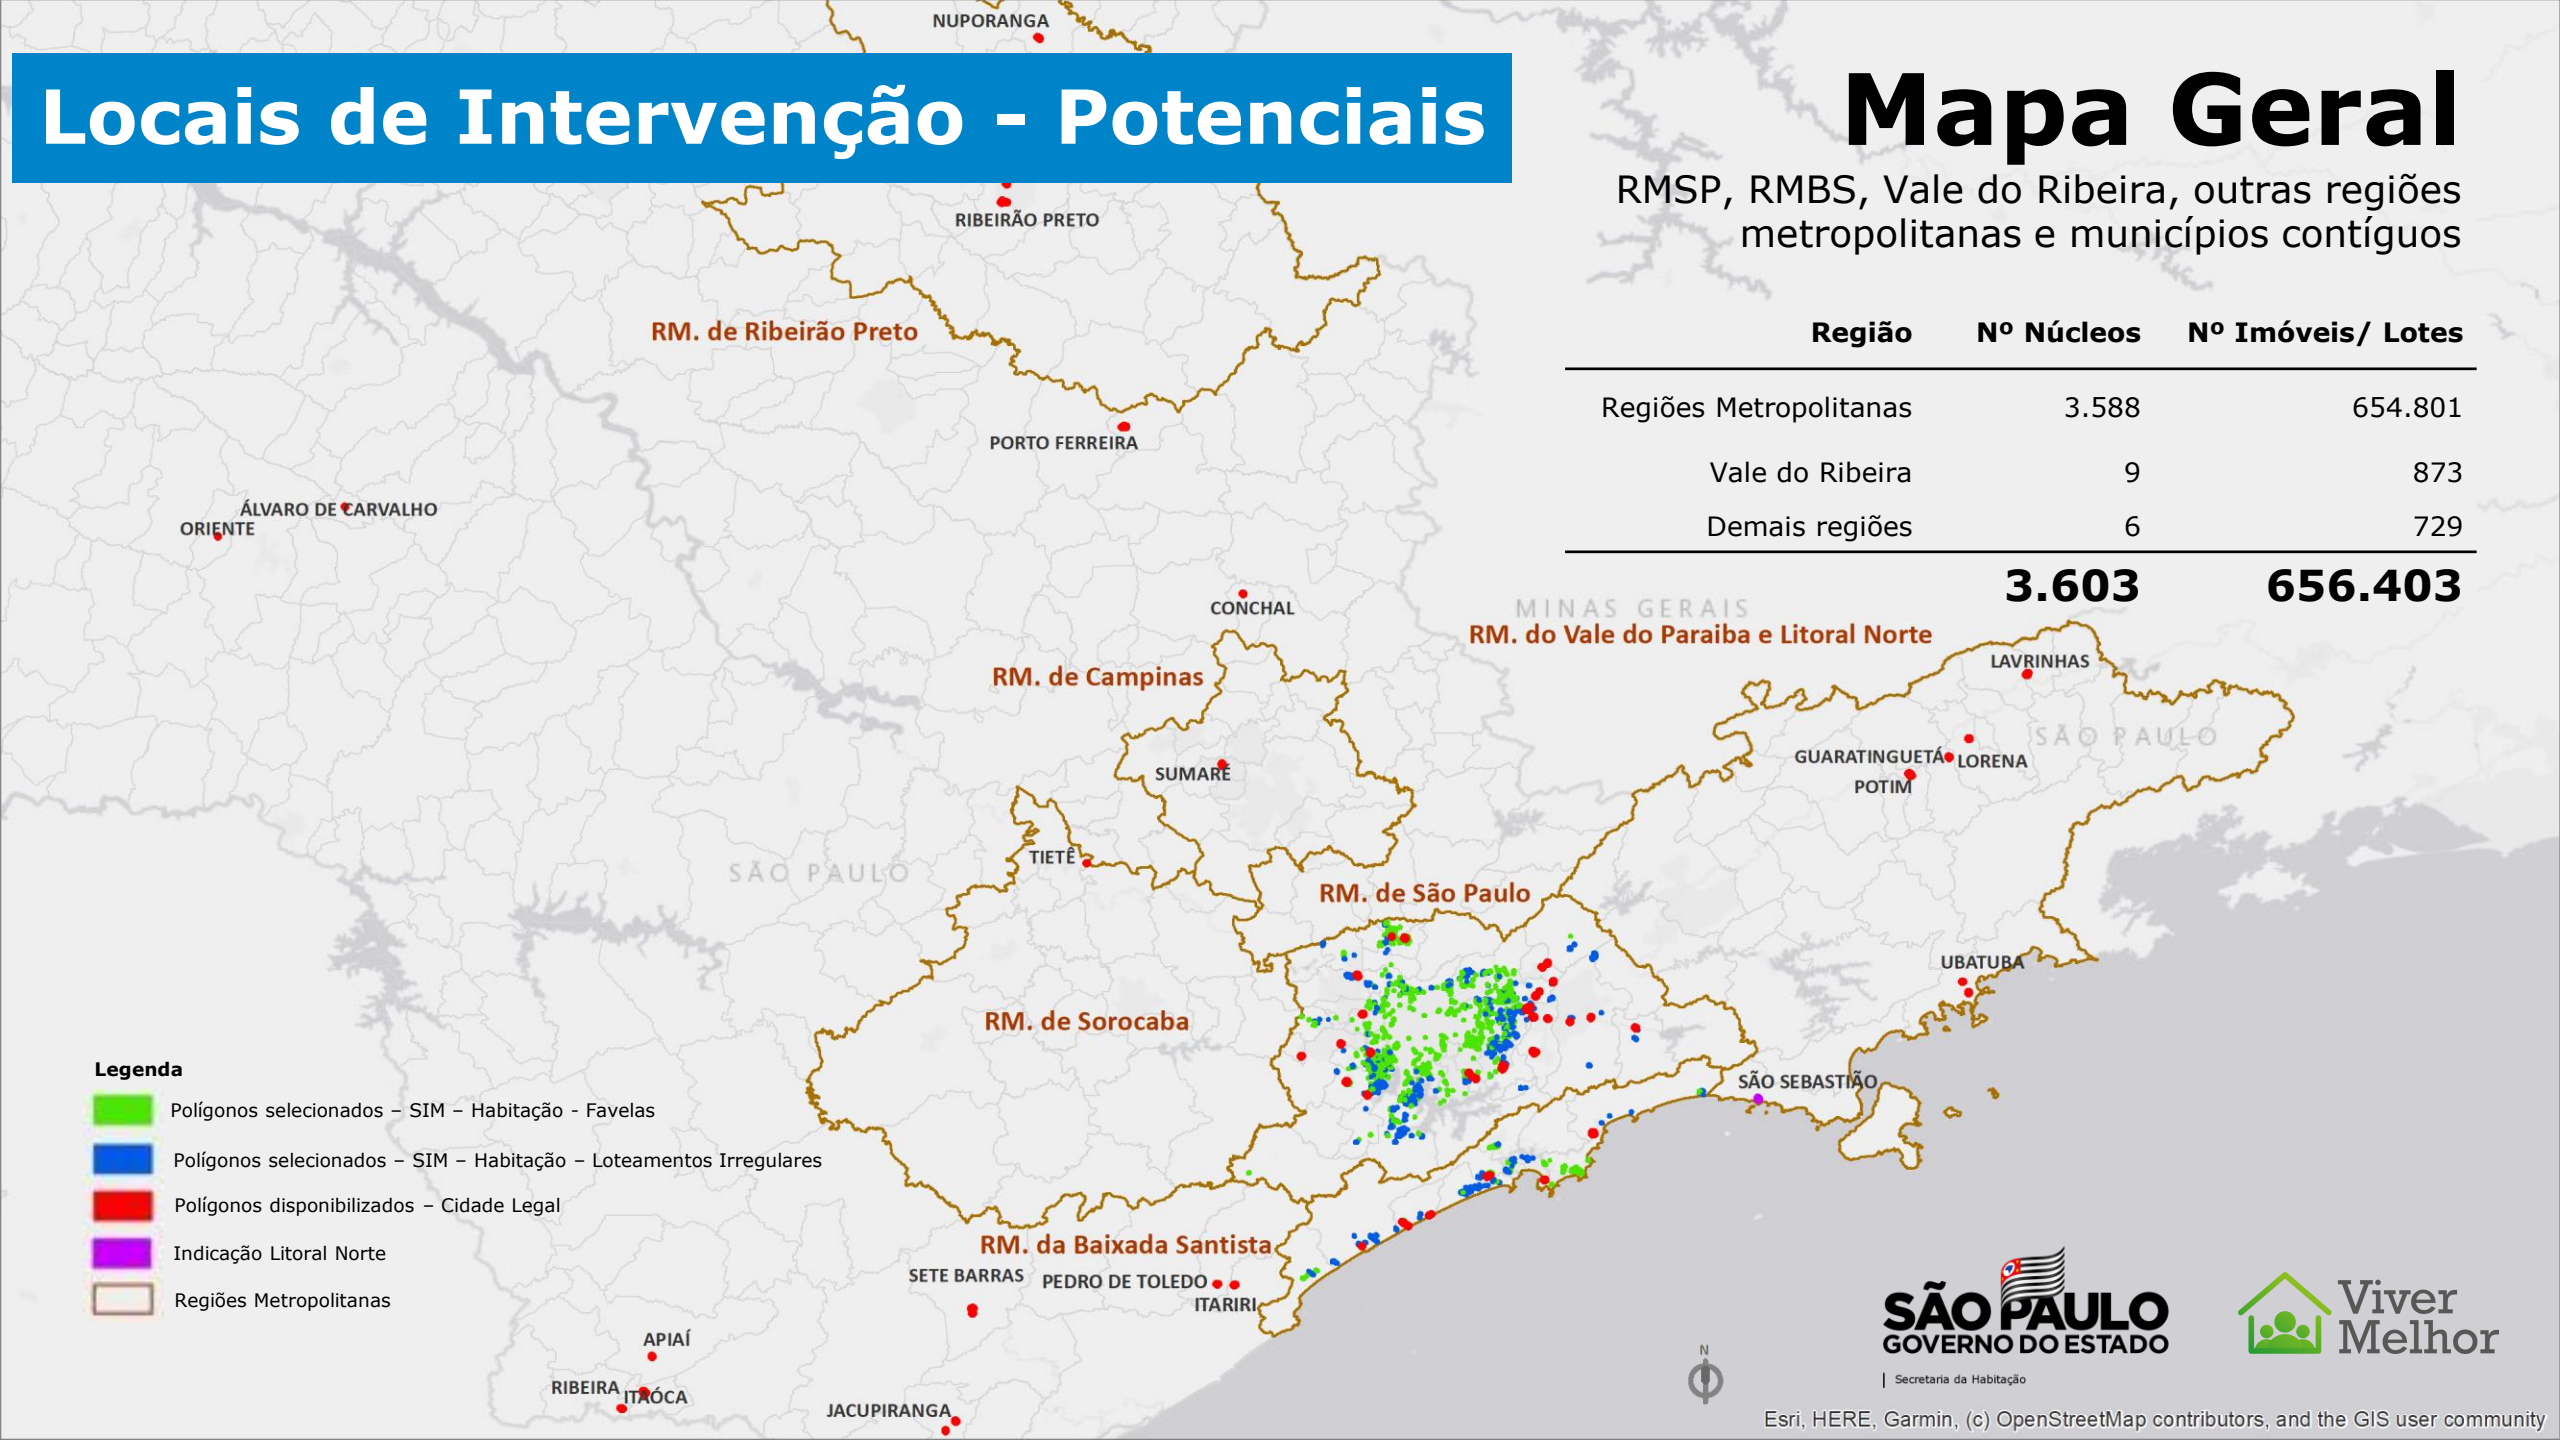 NUPORANGA
Locais de Intervenção - Potenciais
Mapa Geral
RMSP, RMBS, Vale do Ribeira, outras regiões
metropolitanas e municípios contíguos
Região Nº Núcleos Nº Imóveis/ Lotes
Regiões Metropolitanas 3.588 654.801
Vale do Ribeira 9 873
Demais regiões 6 729
3.603 656.403
RIBEIRÃO PRETO
RM. de Ribeirão Preto
PORTO FERREIRA
ÁLVARO DE CARVALHO
ORIENTE
CONCHAL
MINAS GERAIS
RM. do Vale do Paraiba e Litoral Norte
LAVRINHAS
RM. de Campinas
SÃO PAULO
GUARATINGUETÁ
LORENA
POTIM
SUMARÉ
TIETÊ
SÃO PAULO
RM. de São Paulo
UBATUBA
RM. de Sorocaba
SÃO SEBASTIÃO
Legenda
Polígonos selecionados – SIM – Habitação - Favelas
Polígonos selecionados – SIM – Habitação – Loteamentos Irregulares
Polígonos disponibilizados – Cidade Legal
Indicação Litoral Norte
Regiões Metropolitanas
RM. da Baixada Santista
SETE BARRAS
PEDRO DE TOLEDO
ITARIRI
APIAÍ
RIBEIRA
ITAÓCA
JACUPIRANGA
N
SÃO PAULO
GOVERNO DO ESTADO
Secretaria da Habitação
Viver
Melhor
Esri, HERE, Garmin, (c) OpenStreetMap contributors, and the GIS user community